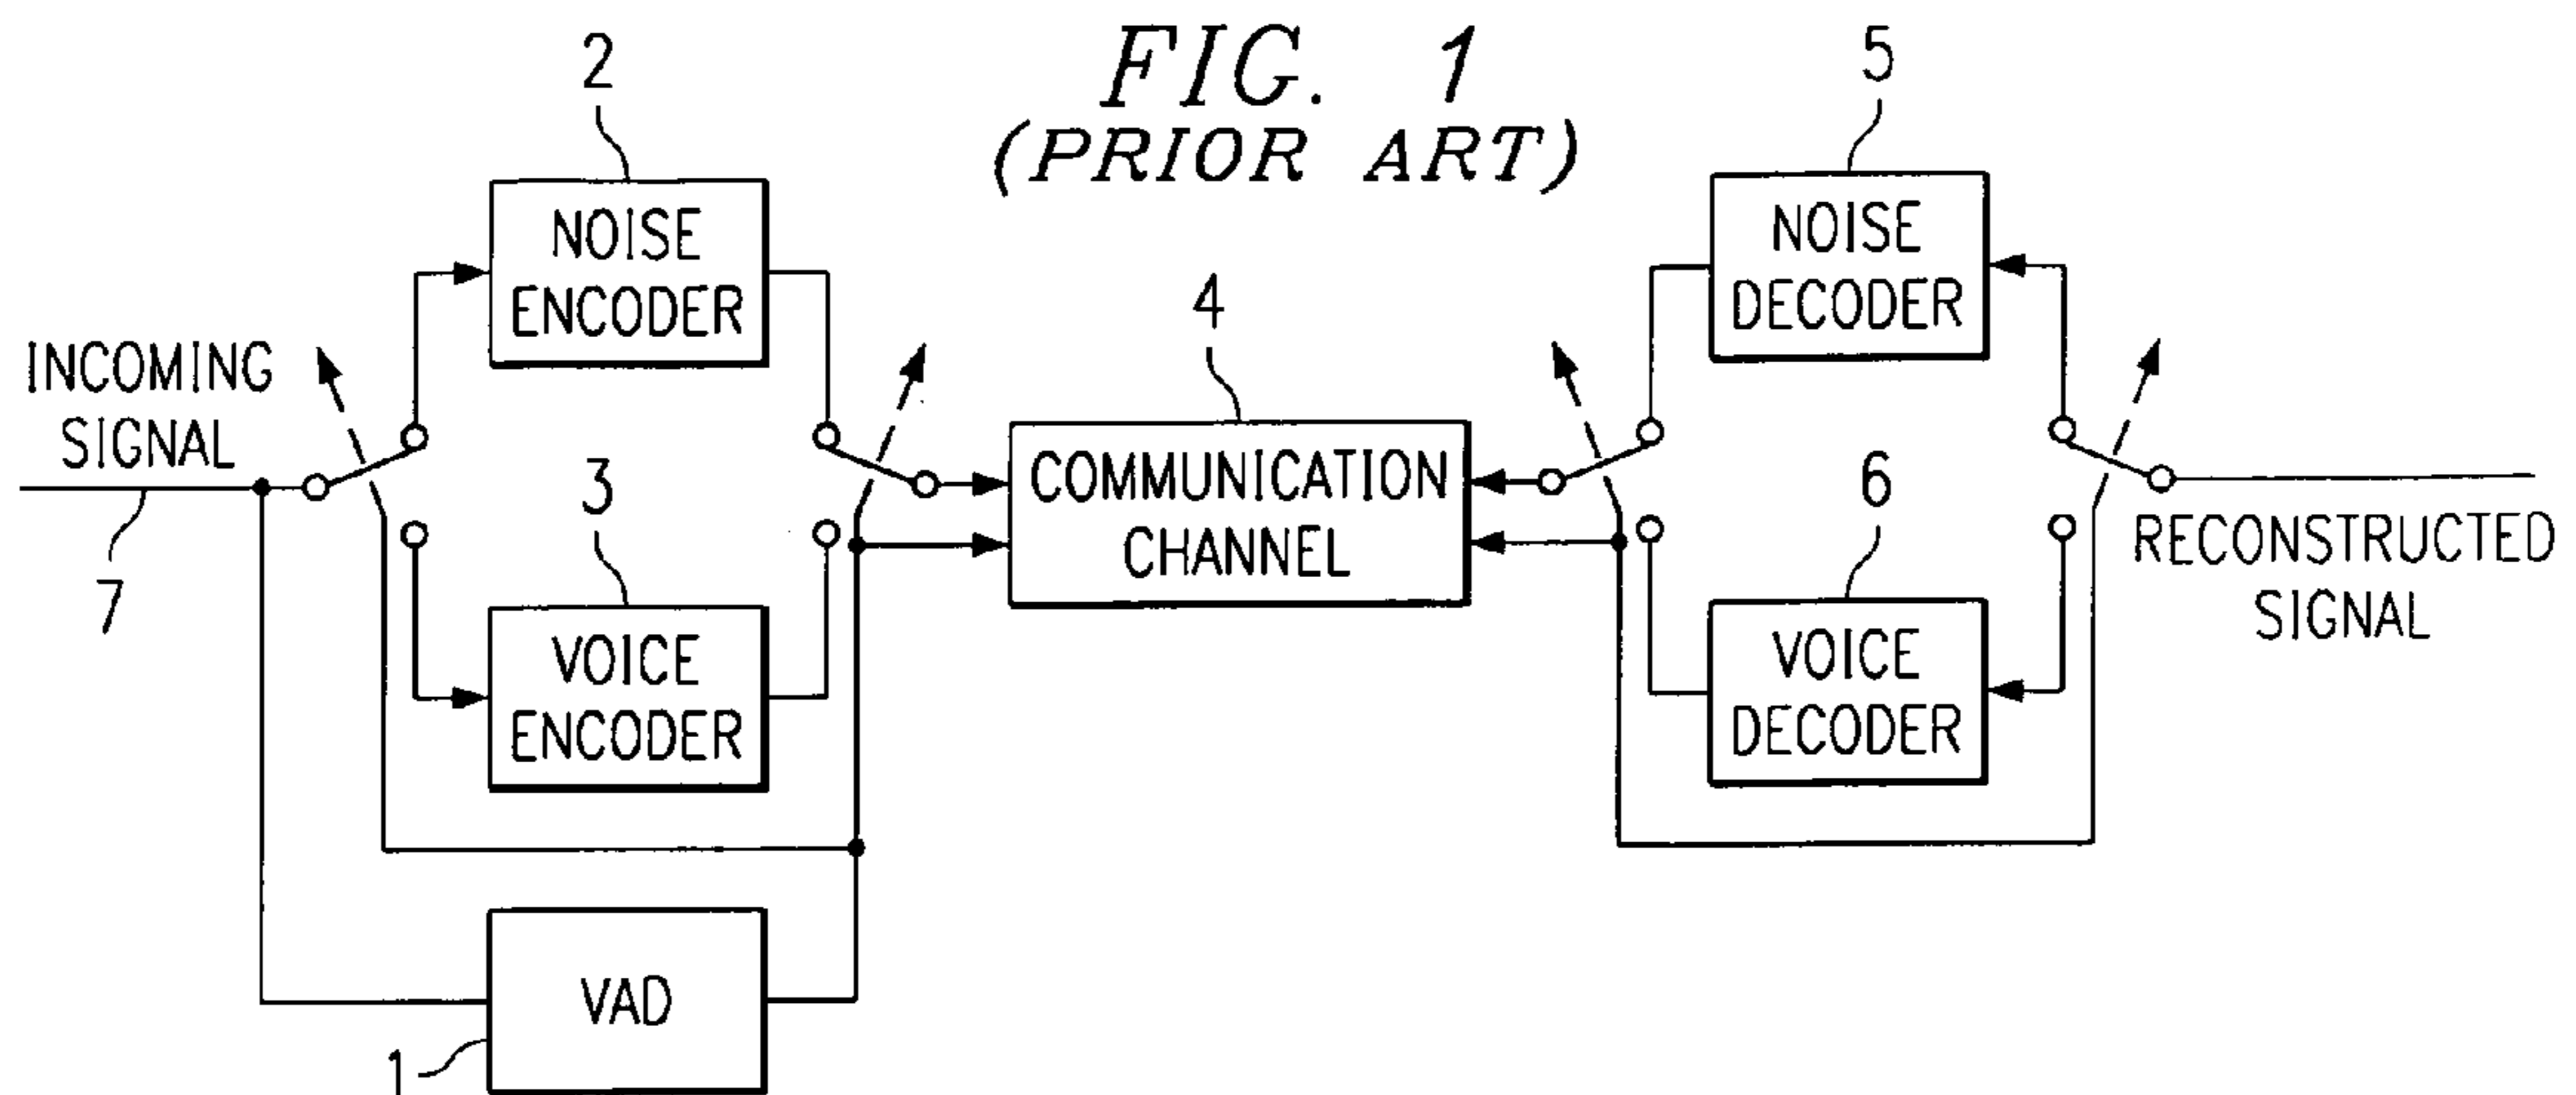 FIG. 1
(PRIOR ART)
2
NOISE
ENCODER
INCOMING
SIGNAL
7
3
VOICE
ENCODER
VAD
1
4
COMMUNICATION
CHANNEL
5
NOISE
DECODER
6
VOICE
DECODER
RECONSTRUCTED
SIGNAL